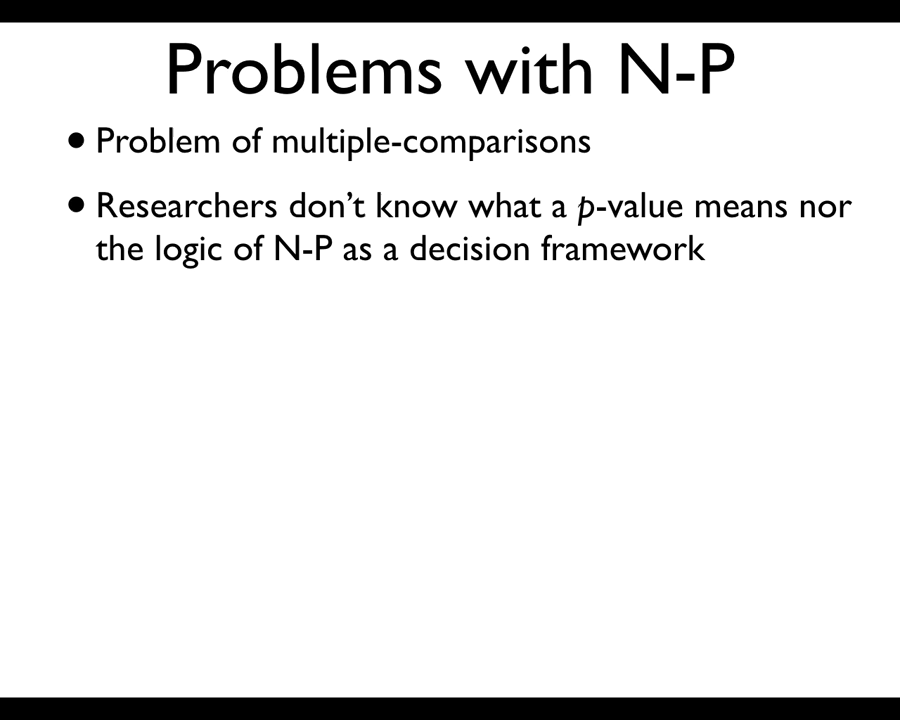 Problems with N-P
• Problem of multiple-comparisons
• Researchers don’t know what a p-value means nor
the logic of N-P as a decision framework